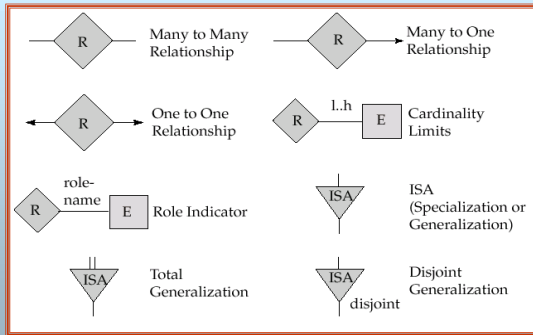 R
Many to Many
Relationship
R
Many to One
Relationship
R
One to One
Relationship
R
l..h
E
Cardinality
Limits
R
role-
name
E
Role Indicator
ISA
ISA
(Specialization or
Generalization)
ISA
Total
Generalization
ISA
disjoint
Disjoint
Generalization